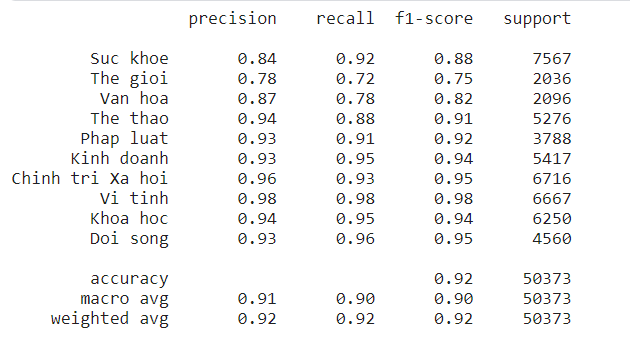 precision recall f1-score support
Suc khoe 0.84 0.92 0.88 7567
The gioi 0.78 0.72 0.75 2036
Van hoa 0.87 0.78 0.82 2096
The thao 0.94 0.88 0.91 5276
Phap luat 0.93 0.91 0.92 3788
Kinh doanh 0.93 0.95 0.94 5417
Chinh tri Xa hoi 0.96 0.93 0.95 6716
Vi tinh 0.98 0.98 0.98 6667
Khoa hoc 0.94 0.95 0.94 6250
Doi song 0.93 0.96 0.95 4560
accuracy 0.92 50373
macro avg 0.91 0.90 0.90 50373
weighted avg 0.92 0.92 0.92 50373